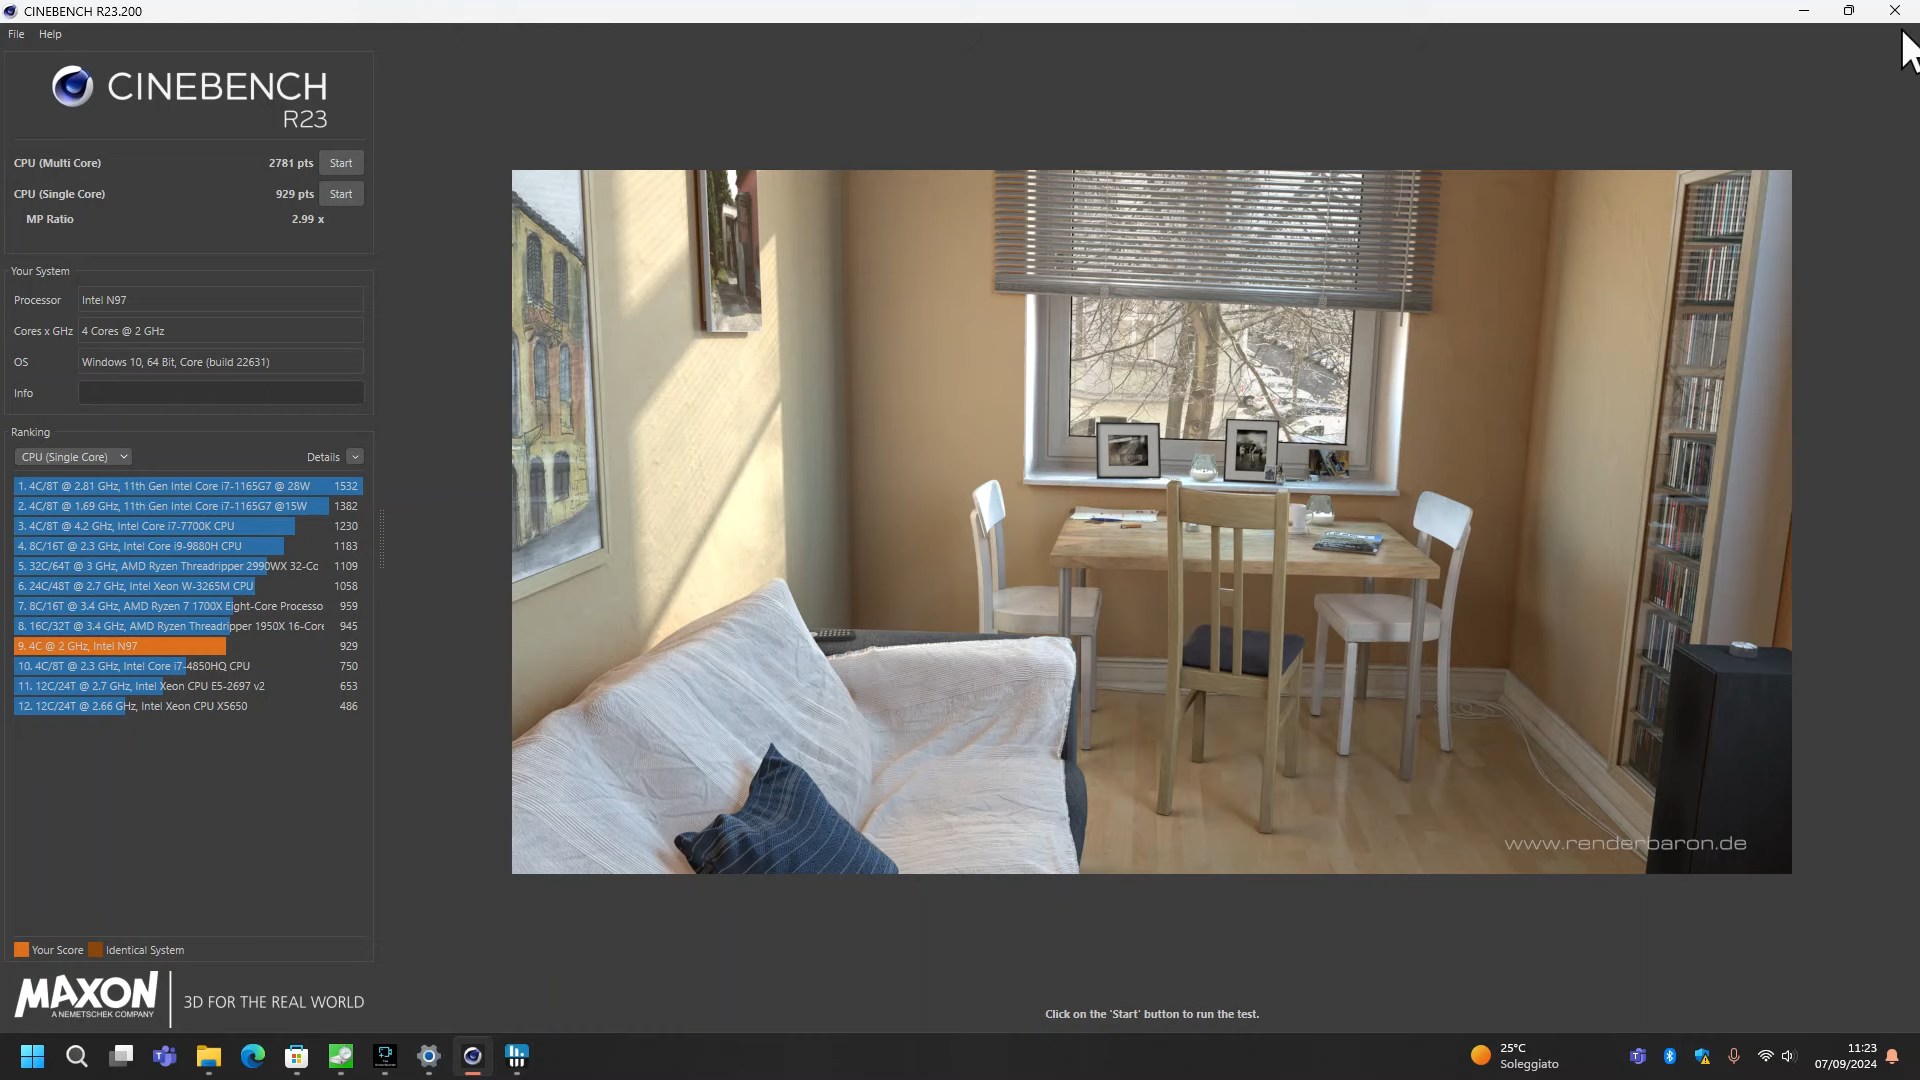 CINEBENCH R23.200
File Help
CINEBENCH
R23
CPU (Multi Core) 2781 pts Start
CPU (Single Core) 929 pts Start
MP Ratio 2.99 x
Your System
Processor Intel N97
Cores x GHz 4 Cores @ 2 GHz
OS Windows 10, 64 Bit, Core (build 22631)
Info
Ranking
CPU (Single Core) Details
1. 4C/8T @ 2.81 GHz, 11th Gen Intel Core i7-1165G7 @ 28W 1532
2. 4C/8T @ 1.69 GHz, 11th Gen Intel Core i7-1165G7 @15W 1382
3. 4C/8T @ 4.2 GHz, Intel Core i7-7700K CPU 1230
4. 8C/16T @ 2.3 GHz, Intel Core i9-9880H CPU 1183
5. 32C/64T @ 3 GHz, AMD Ryzen Threadripper 2990WX 32-Co 1109
6. 24C/48T @ 2.7 GHz, Intel Xeon W-3265M CPU 1058
7. 8C/16T @ 3.4 GHz, AMD Ryzen 7 1700X Eight-Core Processo 959
8. 16C/32T @ 3.4 GHz, AMD Ryzen Threadripper 1950X 16-Core 945
9. 4C @ 2 GHz, Intel N97 929
10. 4C/8T @ 2.3 GHz, Intel Core i7-4850HQ CPU 750
11. 12C/24T @ 2.7 GHz, Intel Xeon CPU E5-2697 v2 653
12. 12C/24T @ 2.66 GHz, Intel Xeon CPU X5650 486
www.renderbaron.de
Your Score Identical System
MAXON
A NEMETSCHEK COMPANY
3D FOR THE REAL WORLD
Click on the 'Start' button to run the test.
25°C
Soleggiato
11:23
07/09/2024